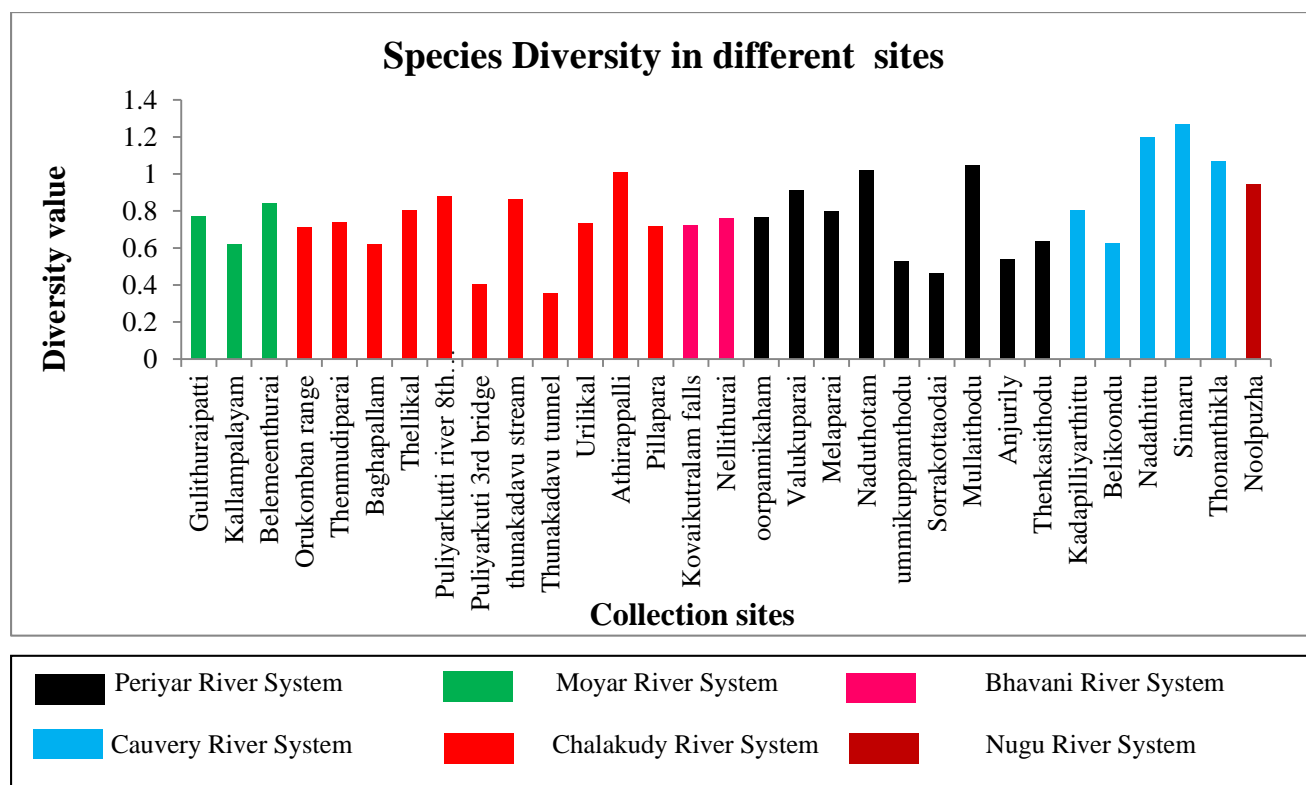 Species Diversity in different sites
Diversity value
1.4
1.2
1
0.8
0.6
0.4
0.2
0
Gulithuraipatti
Kallampalayam
Belemeenthurai
Orukomban range
Thenmudiparai
Baghapallam
Thellikal
Puliyarkutti river 8th…
Puliyarkuti 3rd bridge
thunakadavu stream
Thunakadavu tunnel
Urilikal
Athirappalli
Pillapara
Kovaikutralam falls
Nellithurai
oorpannikaham
Valukuparai
Melaparai
Naduthotam
ummikuppanthodu
Sorrakottaodai
Mullaithodu
Anjurily
Thenkasithodu
Kadapilliyarthittu
Belikoondu
Nadathittu
Sinnaru
Thonanthikla
Noolpuzha
Collection sites
Periyar River System
Moyar River System
Bhavani River System
Cauvery River System
Chalakudy River System
Nugu River System